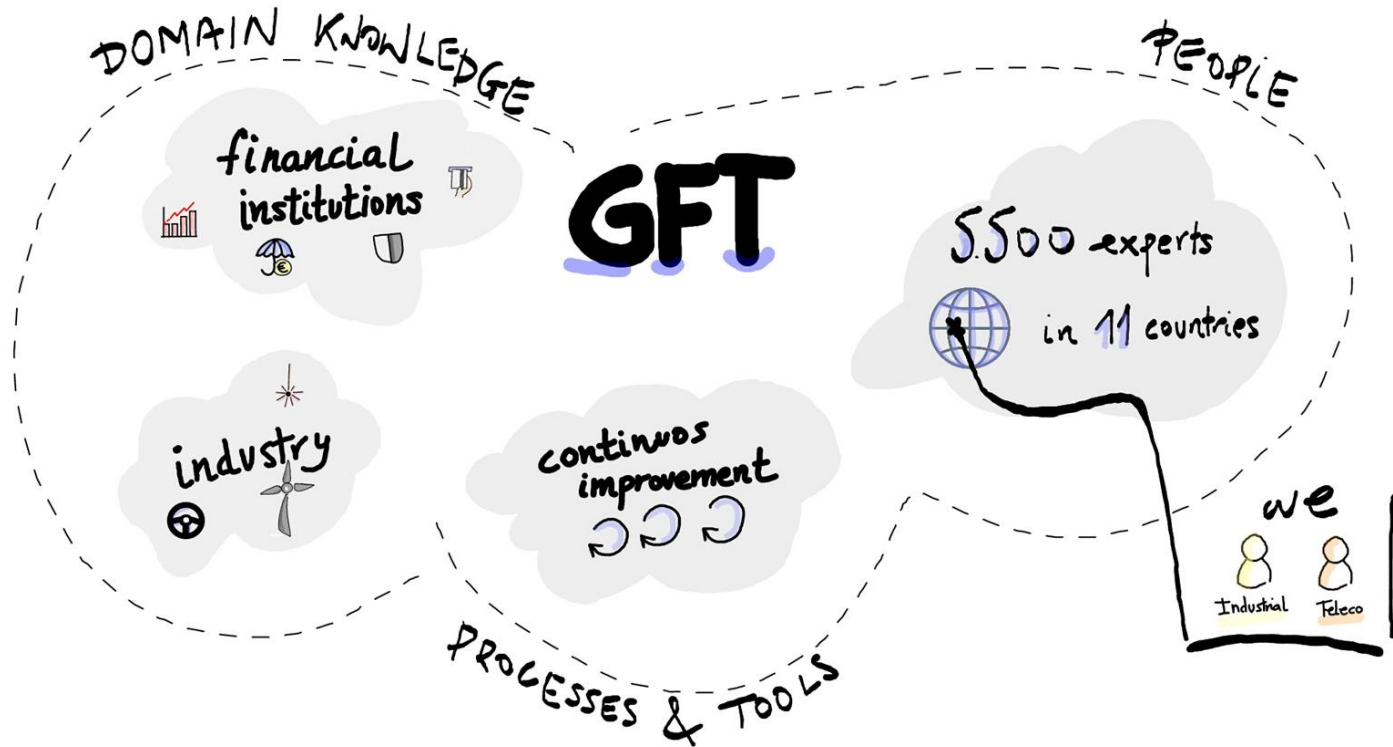 DOMAIN KNOWLEDGE
financial
institutions
€
industry
GFT
continuos
improvement
PROCESSES & TOOLS
PEOPLE
5.500 experts
in 11 countries
we
Industrial
Teleco